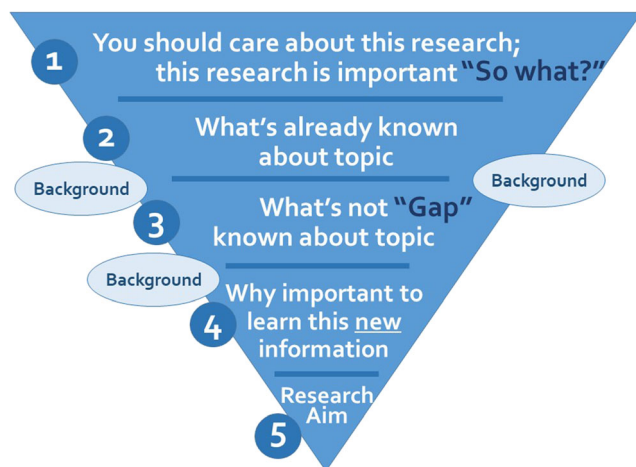 1
You should care about this research;
this research is important "So what?"
2
What's already known
about topic
Background
Background
3
What's not "Gap"
known about topic
Background
4
Why important to
learn this new
information
5
Research
Aim